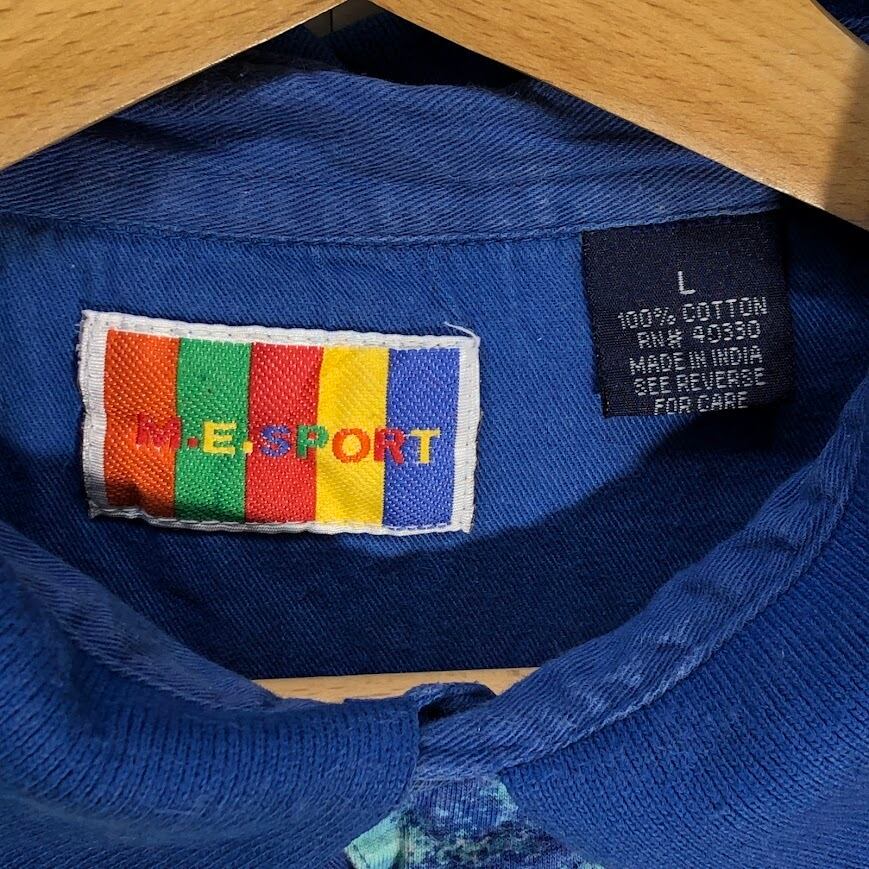 M.E.SPORT
L
100% COTTON
RN# 40330
MADE IN INDIA
SEE REVERSE
FOR CARE